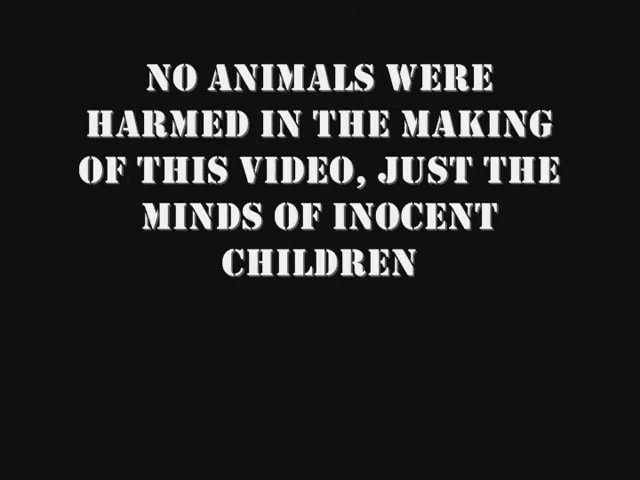 NO ANIMALS WERE
HARMED IN THE MAKING
OF THIS VIDEO, JUST THE
MINDS OF INOCENT
CHILDREN